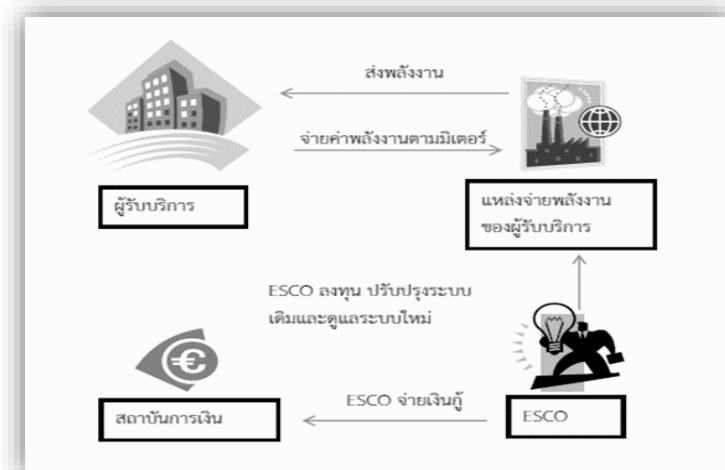 ส่งพลังงาน
จ่ายค่าพลังงานตามมิเตอร์
ผู้รับบริการ
แหล่งจ่ายพลังงาน
ของผู้รับบริการ
ESCO ลงทุน ปรับปรุงระบบ
เดิมและดูแลระบบใหม่
ESCO จ่ายเงินกู้
สถาบันการเงิน
ESCO